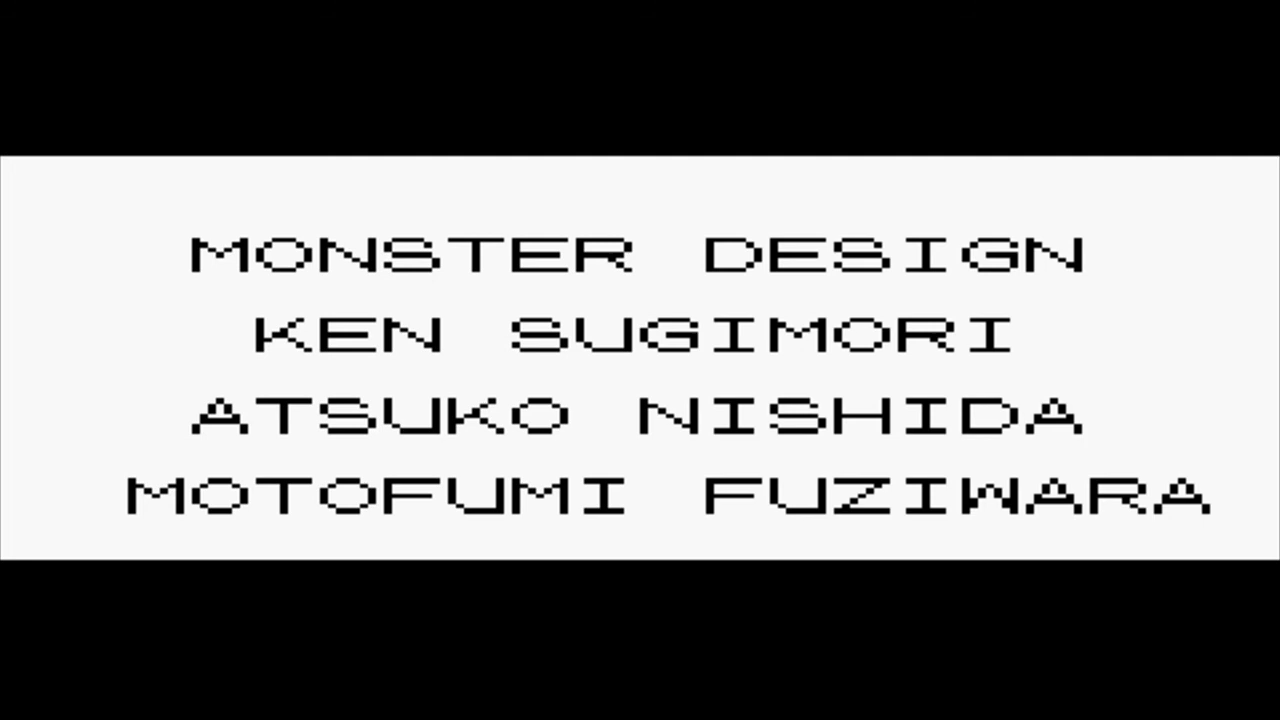 MONSTER DESIGN
KEN SUGIMORI
ATSUKO NISHIDA
MOTOFUMI FUZIWARA